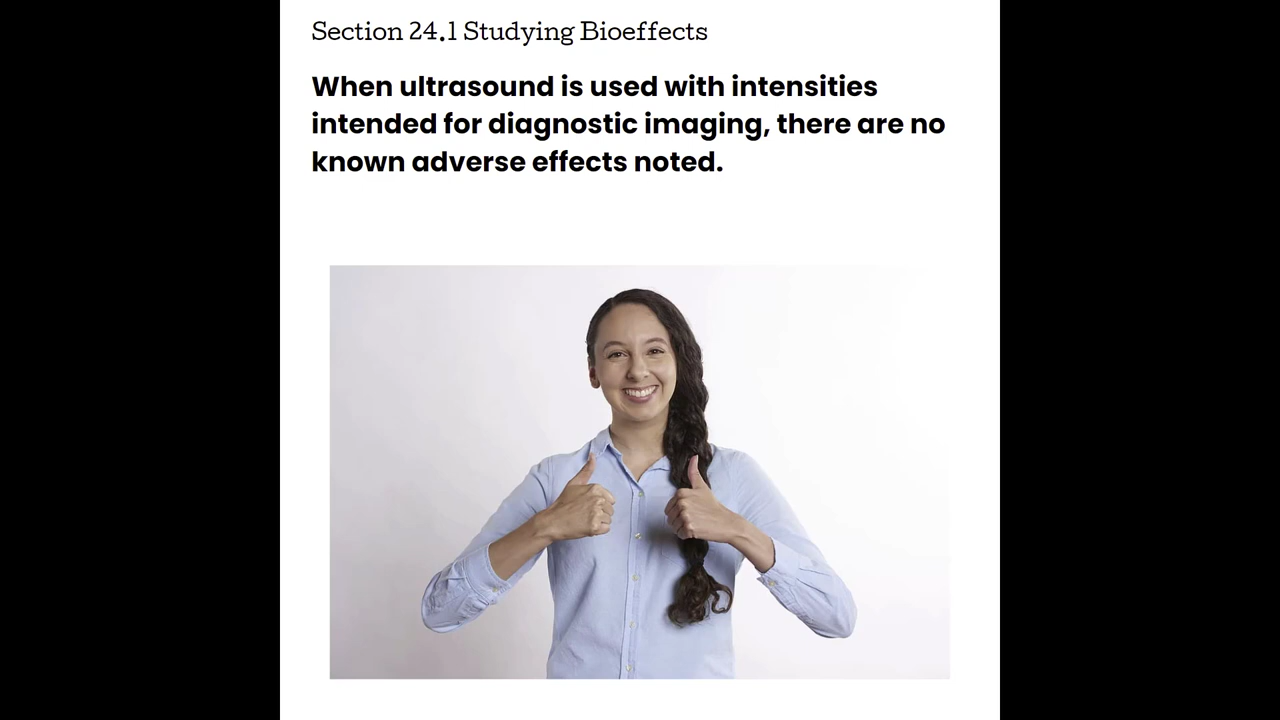 Section 24.1 Studying Bioeffects
When ultrasound is used with intensities
intended for diagnostic imaging, there are no
known adverse effects noted.